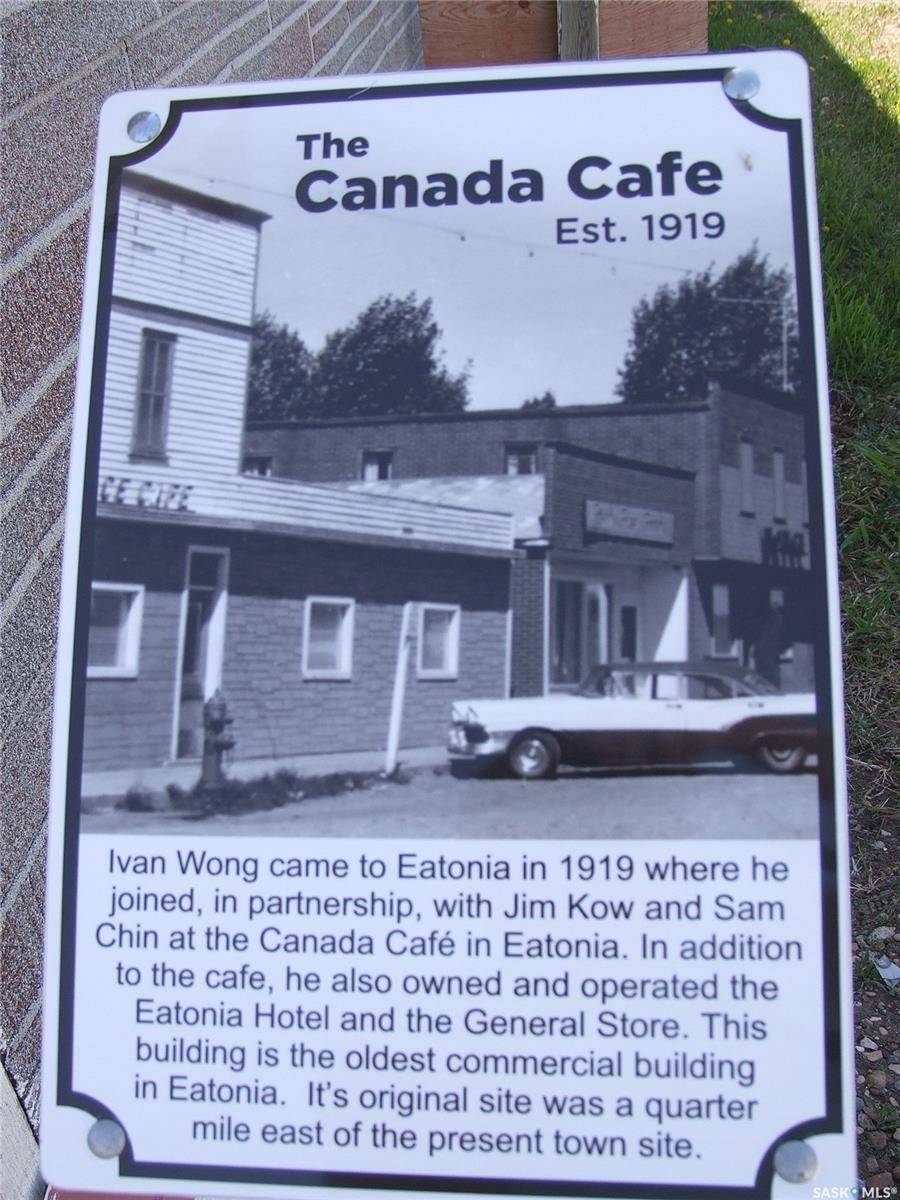 The
Canada Cafe
Est. 1919
CE CAFE
Ivan Wong came to Eatonia in 1919 where he
joined, in partnership, with Jim Kow and Sam
Chin at the Canada Café in Eatonia. In addition
to the cafe, he also owned and operated the
Eatonia Hotel and the General Store. This
building is the oldest commercial building
in Eatonia. It's original site was a quarter
mile east of the present town site.
SASK MLS®